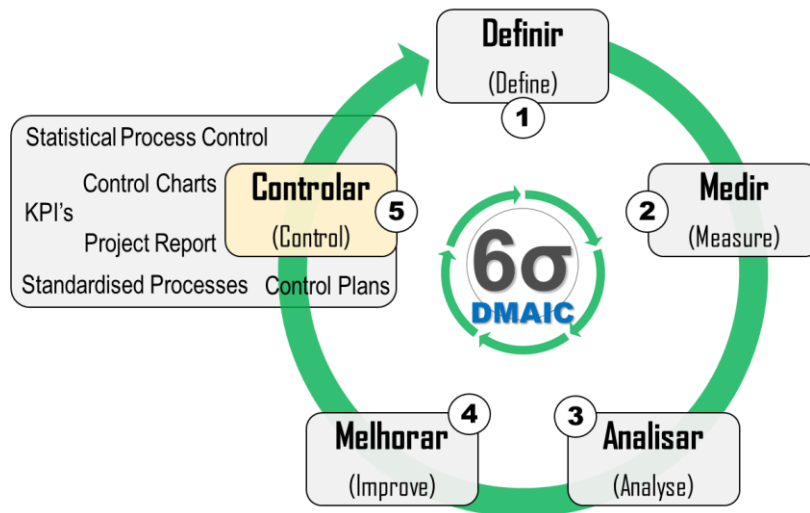 Definir
(Define)
1
Statistical Process Control
Control Charts
KPI's
Project Report
Standardised Processes
Control Plans
Controlar
(Control)
5
Medir
(Measure)
2
6σ
DMAIC
Melhorar
(Improve)
4
3
Analisar
(Analyse)